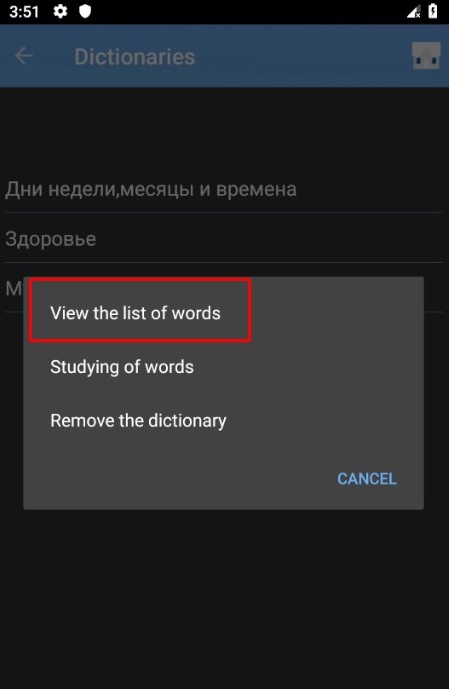 3:51
Dictionaries
Дни недели,месяцы и времена
Здоровье
М
View the list of words
Studying of words
Remove the dictionary
CANCEL